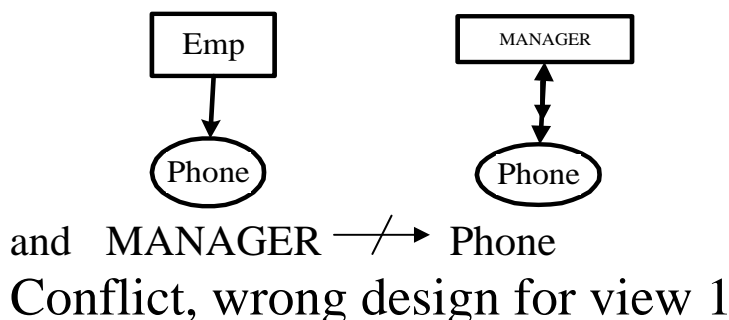 Emp MANAGER
Phone Phone
and MANAGER Phone
Conflict, wrong design for view 1